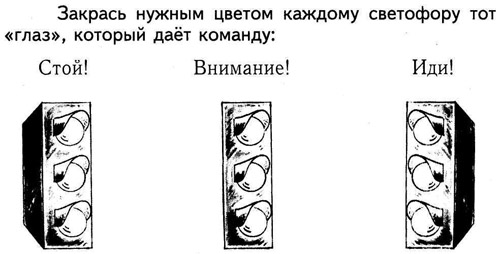 Закрась нужным цветом каждому светофору тот
«глаз», который даёт команду:
Стой! Внимание! Иди!